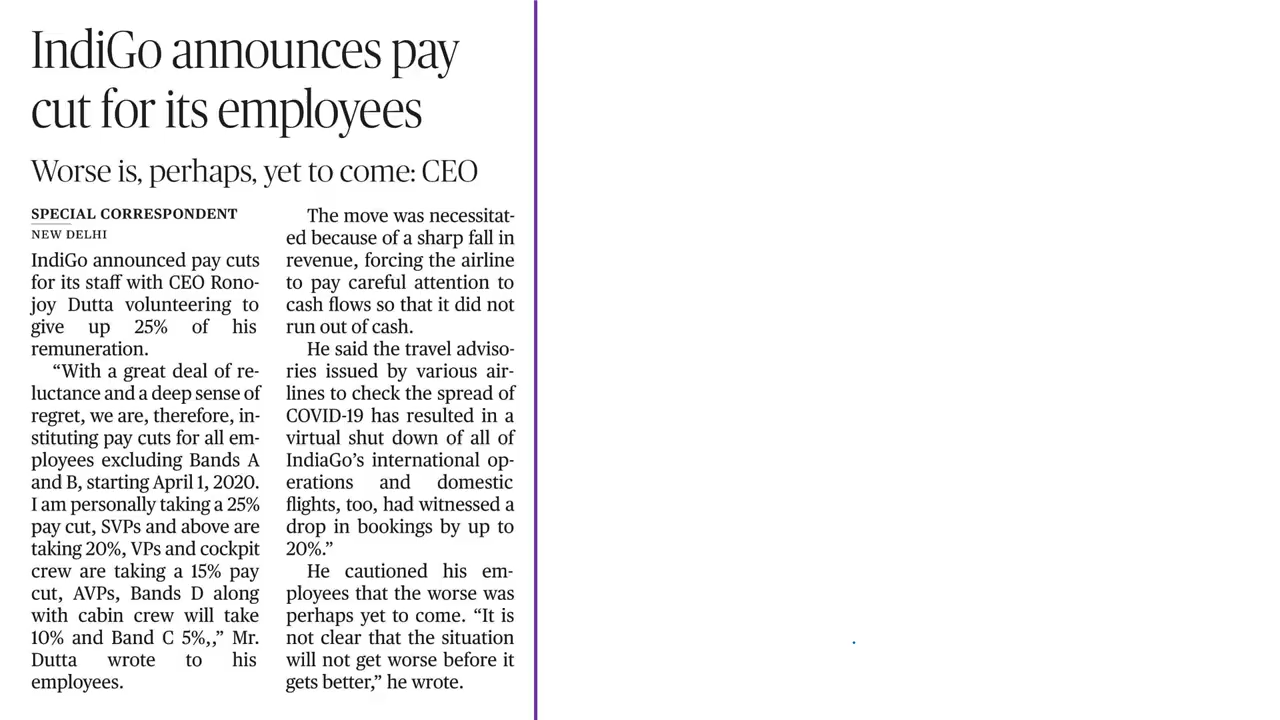 IndiGo announces pay
cut for its employees
Worse is, perhaps, yet to come: CEO
SPECIAL CORRESPONDENT
NEW DELHI
IndiGo announced pay cuts
for its staff with CEO Rono-
joy Dutta volunteering to
give up 25% of his
remuneration.
“With a great deal of re-
luctance and a deep sense of
regret, we are, therefore, in-
stituting pay cuts for all em-
ployees excluding Bands A
and B, starting April 1, 2020.
I am personally taking a 25%
pay cut, SVPs and above are
taking 20%, VPs and cockpit
crew are taking a 15% pay
cut, AVPs, Bands D along
with cabin crew will take
10% and Band C 5%,,” Mr.
Dutta wrote to his
employees.
The move was necessitat-
ed because of a sharp fall in
revenue, forcing the airline
to pay careful attention to
cash flows so that it did not
run out of cash.
He said the travel adviso-
ries issued by various air-
lines to check the spread of
COVID-19 has resulted in a
virtual shut down of all of
IndiaGo’s international op-
erations and domestic
flights, too, had witnessed a
drop in bookings by up to
20%.”
He cautioned his em-
ployees that the worse was
perhaps yet to come. “It is
not clear that the situation
will not get worse before it
gets better,” he wrote.